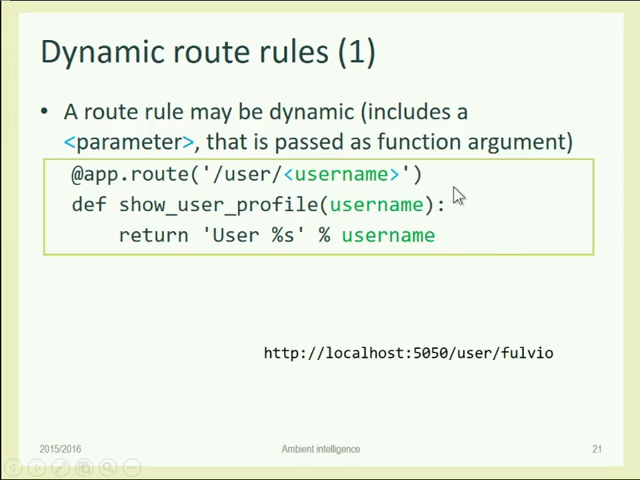 Dynamic route rules (1)
• A route rule may be dynamic (includes a
<parameter>, that is passed as function argument)
@app.route('/user/<username>')
def show_user_profile(username):
return 'User %s' % username
http://localhost:5050/user/fulvio
2015/2016
Ambient intelligence
21